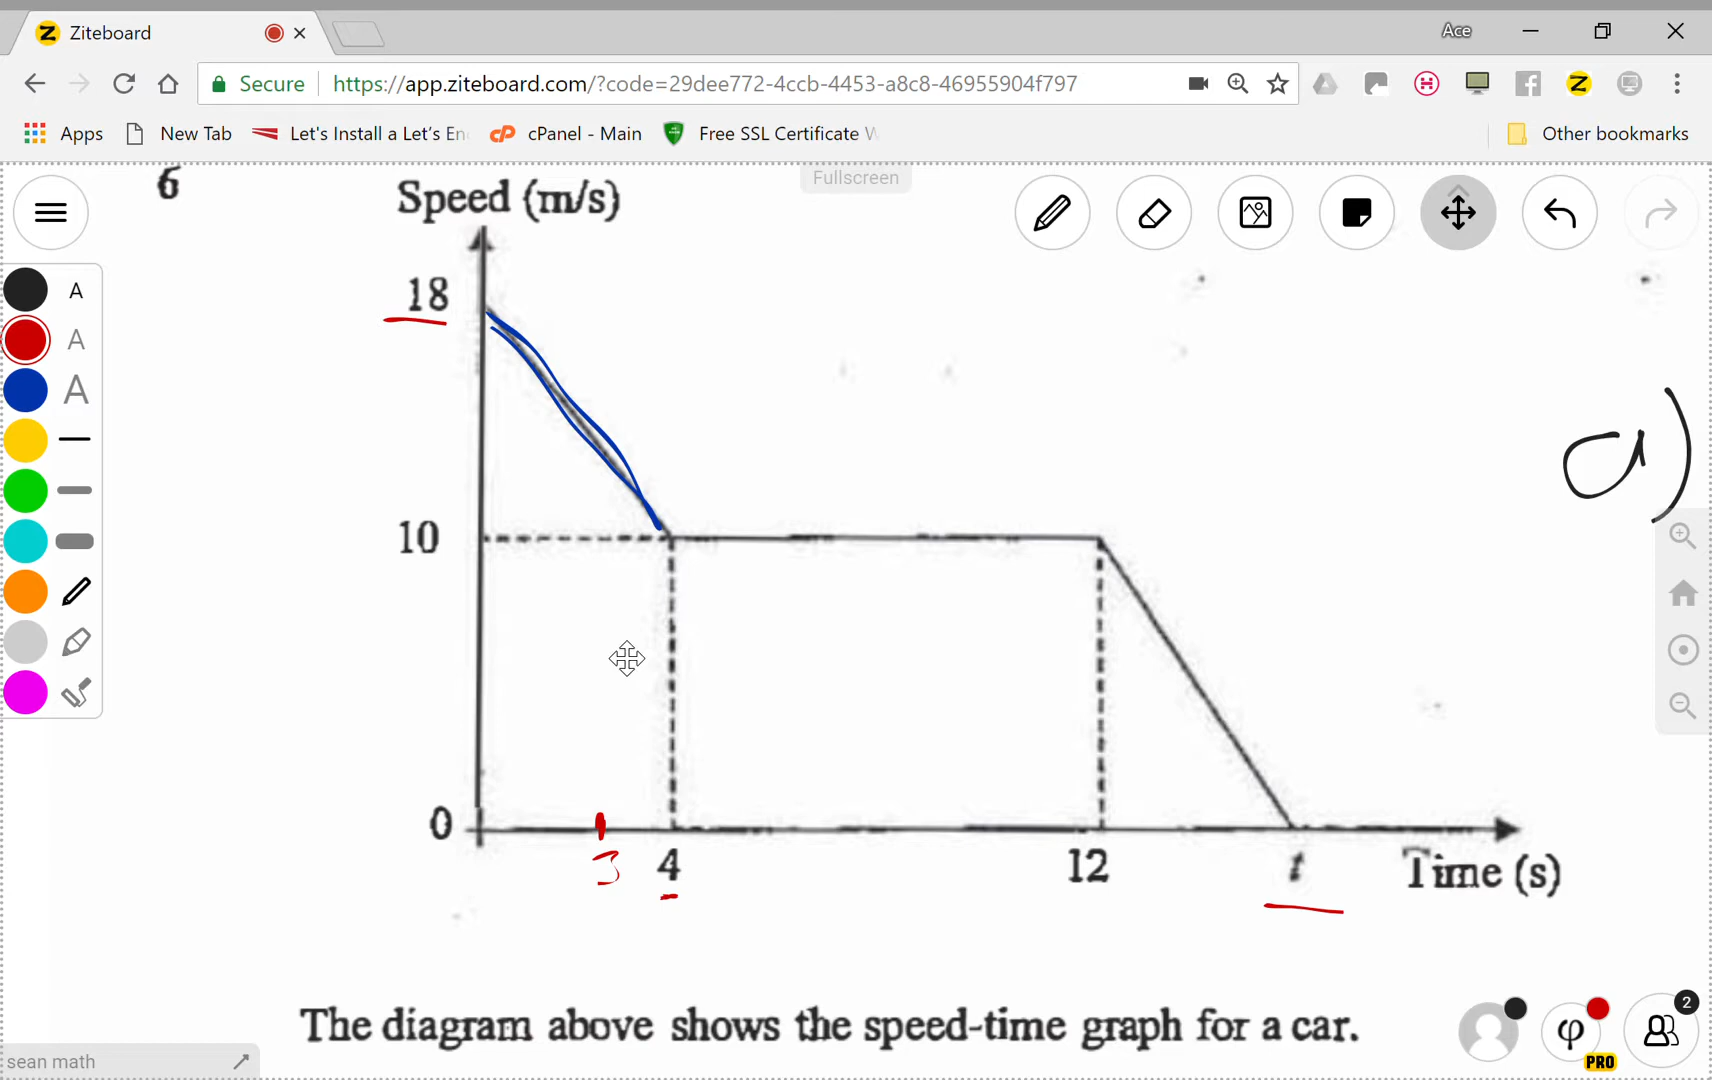 Ziteboard
Ace
Secure https://app.ziteboard.com/?code=29dee772-4ccb-4453-a8c8-46955904f797
Apps New Tab Let's Install a Let's En cPanel - Main Free SSL Certificate W Other bookmarks
6
Speed (m/s)
Fullscreen
18
A
A
A
a)
10
0
3 4 12 t Time (s)
The diagram above shows the speed-time graph for a car.
2
φ
PRO
sean math